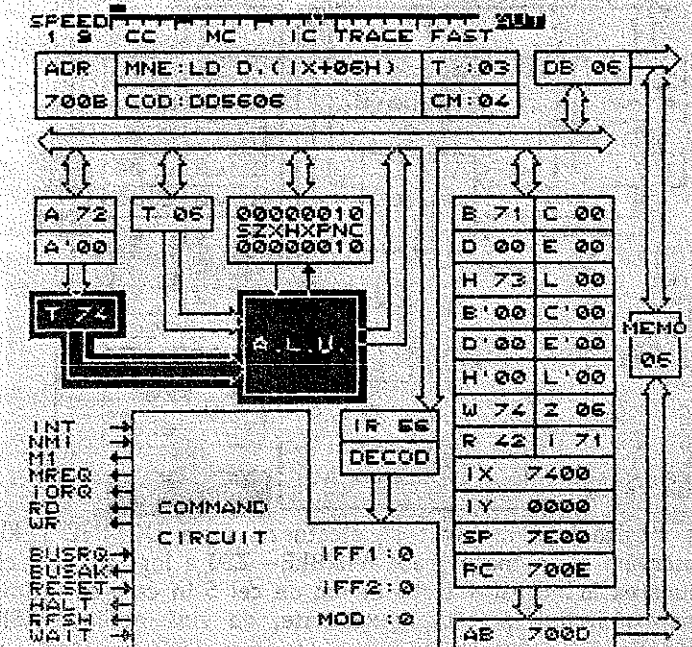 SPEED AUT
1 9 CC MC IC TRACE FAST
ADR MNE:LD D,(IX+06H) T :03 DB 06
700B COD:DD5606 CM:04
A 72 T 06 00000010 B 71 C 00
SZXHXPNC
A'00 00000010 D 00 E 00
H 73 L 00
T 74 B'00 C'00
A.L.U. D'00 E'00 MEMO
06
H'00 L'00
IR 56 W 74 Z 06
DECOD R 42 I 71
INT
NMI
M1
MREQ
IORQ
RD
WR
COMMAND
CIRCUIT
IX 7400
IY 0000
SP 7E00
PC 700E
AB 700D
BUSRQ
BUSAK
RESET
HALT
RFSH
WAIT
IFF1:0
IFF2:0
MOD :0